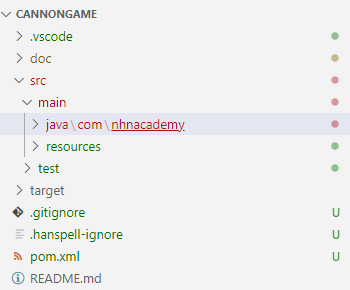 CANNONGAME
.vscode
doc
src
main
java\com\nhnacademy
resources
test
target
.gitignore U
.hanspell-ignore U
pom.xml U
README.md